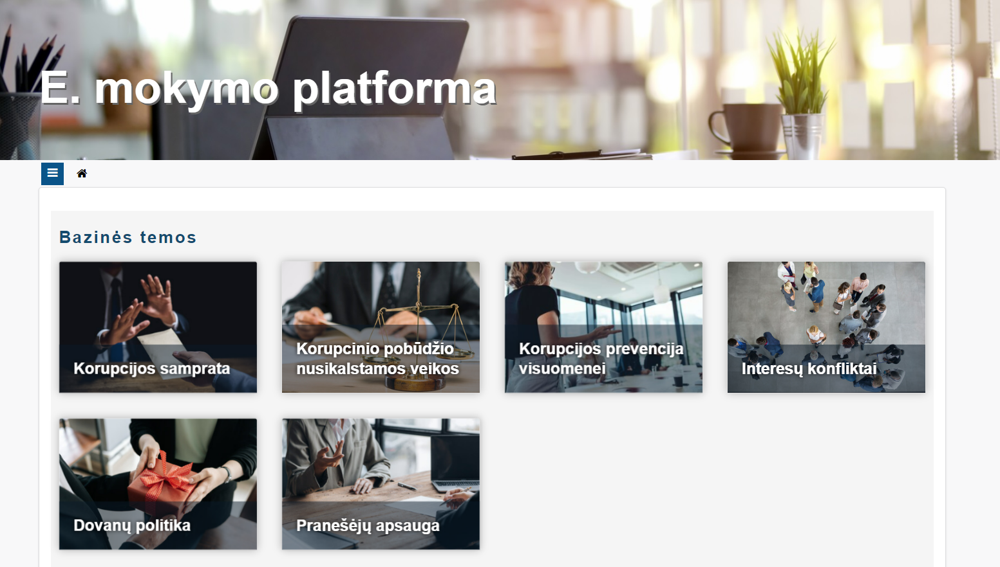 E. mokymo platforma
Bazinės temos
Korupcijos samprata
Korupcinio pobūdžio
nusikalstamos veikos
Korupcijos prevencija
visuomenei
Interesų konfliktai
Dovanų politika
Pranešėjų apsauga